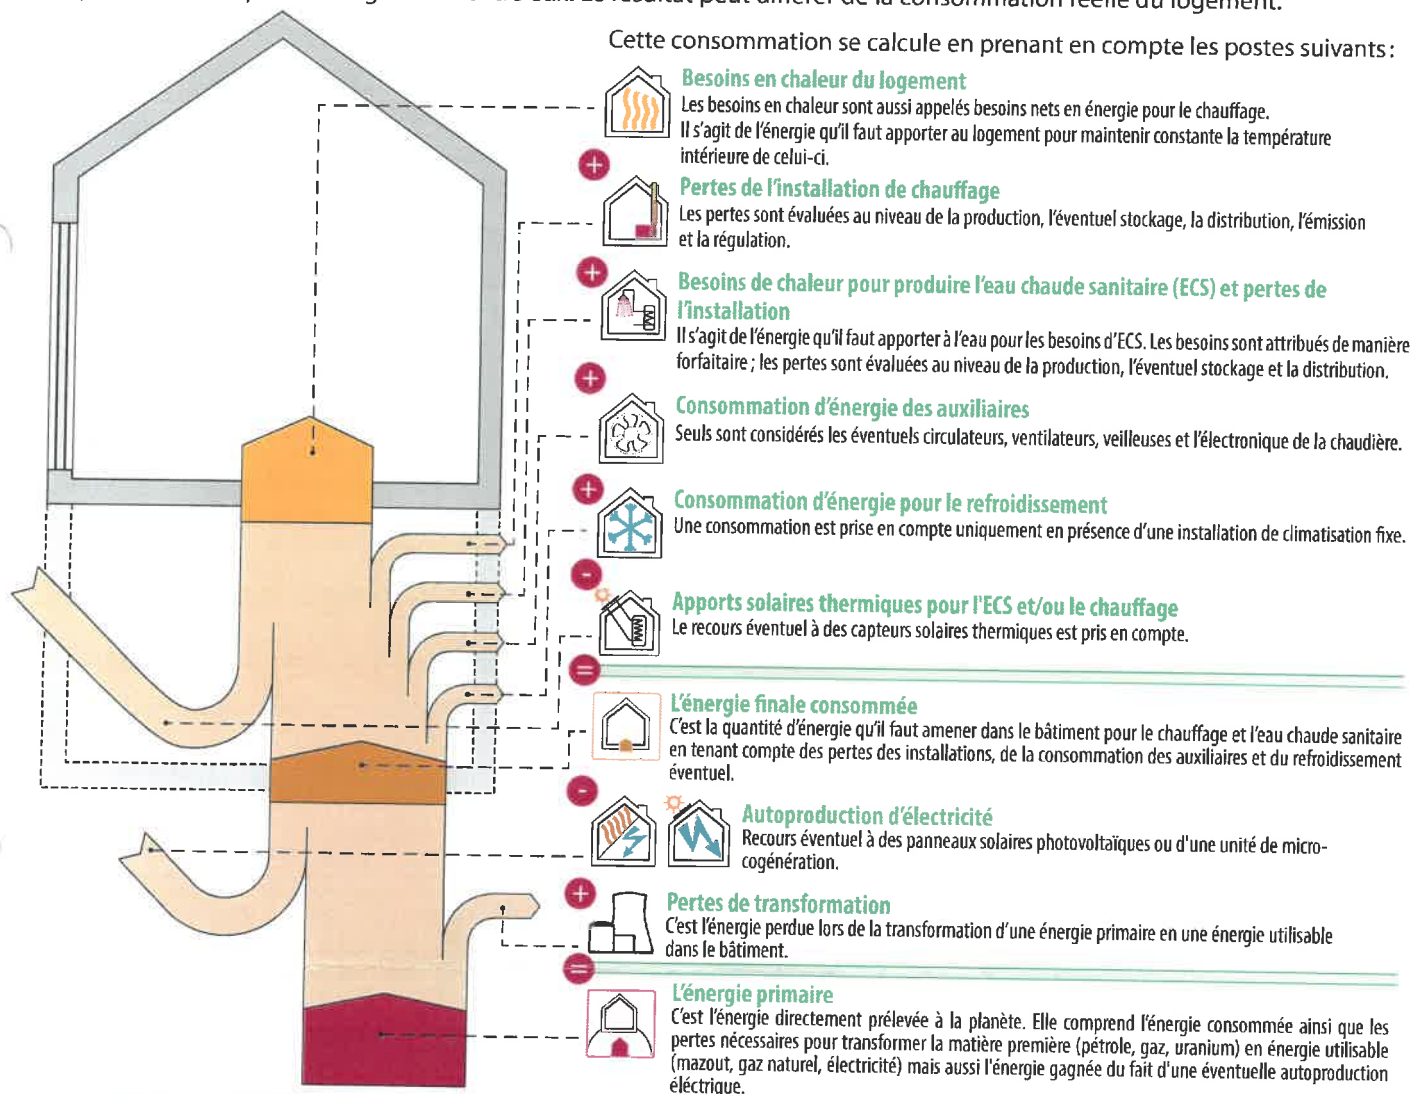 Le résultat peut différer de la consommation réelle du logement.
Cette consommation se calcule en prenant en compte les postes suivants :
Besoins en chaleur du logement
Les besoins en chaleur sont aussi appelés besoins nets en énergie pour le chauffage.
Il s'agit de l'énergie qu'il faut apporter au logement pour maintenir constante la température
intérieure de celui-ci.
+
Pertes de l'installation de chauffage
Les pertes sont évaluées au niveau de la production, l'éventuel stockage, la distribution, l'émission
et la régulation.
+
Besoins de chaleur pour produire l'eau chaude sanitaire (ECS) et pertes de
l'installation
Il s'agit de l'énergie qu'il faut apporter à l'eau pour les besoins d'ECS. Les besoins sont attribués de manière
forfaitaire ; les pertes sont évaluées au niveau de la production, l'éventuel stockage et la distribution.
+
Consommation d'énergie des auxiliaires
Seuls sont considérés les éventuels circulateurs, ventilateurs, veilleuses et l'électronique de la chaudière.
+
Consommation d'énergie pour le refroidissement
Une consommation est prise en compte uniquement en présence d'une installation de climatisation fixe.
-
Apports solaires thermiques pour l'ECS et/ou le chauffage
Le recours éventuel à des capteurs solaires thermiques est pris en compte.
=
L'énergie finale consommée
C'est la quantité d'énergie qu'il faut amener dans le bâtiment pour le chauffage et l'eau chaude sanitaire
en tenant compte des pertes des installations, de la consommation des auxiliaires et du refroidissement
éventuel.
-
Autoproduction d'électricité
Recours éventuel à des panneaux solaires photovoltaïques ou d'une unité de micro-
cogénération.
+
Pertes de transformation
C'est l'énergie perdue lors de la transformation d'une énergie primaire en une énergie utilisable
dans le bâtiment.
=
L'énergie primaire
C'est l'énergie directement prélevée à la planète. Elle comprend l'énergie consommée ainsi que les
pertes nécessaires pour transformer la matière première (pétrole, gaz, uranium) en énergie utilisable
(mazout, gaz naturel, électricité) mais aussi l'énergie gagnée du fait d'une éventuelle autoproduction
éléctrique.